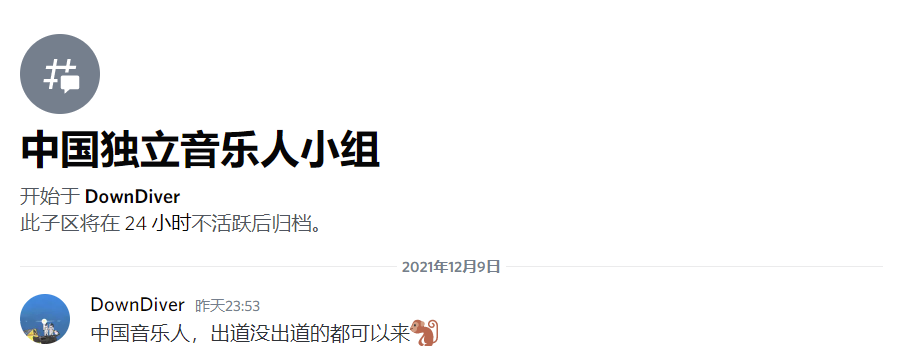 中国独立音乐人小组
开始于 DownDiver
此子区将在 24 小时不活跃后归档。
2021年12月9日
DownDiver 昨天23:53
中国音乐人，出道没出道的都可以来🐒